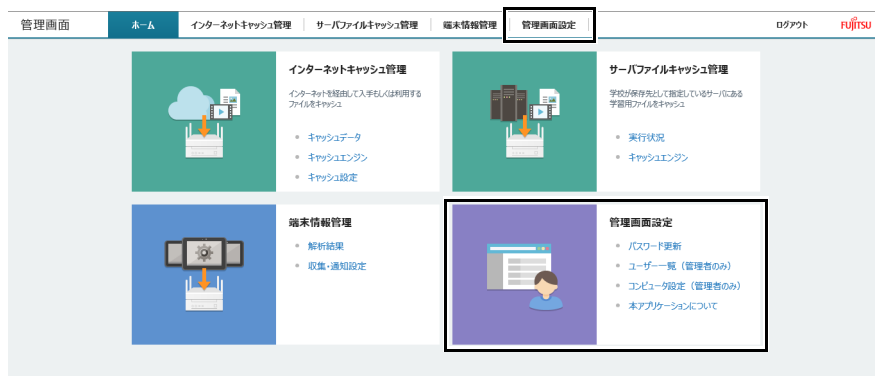 管理画面
ホーム
インターネットキャッシュ管理
サーバファイルキャッシュ管理
端末情報管理
管理画面設定
ログアウト
FUJITSU
インターネットキャッシュ管理
インターネットを経由して入手もしくは利用する
ファイルをキャッシュ
キャッシュデータ
キャッシュエンジン
キャッシュ設定
サーバファイルキャッシュ管理
学校が保存先として指定しているサーバにある
学習用ファイルをキャッシュ
実行状況
キャッシュエンジン
端末情報管理
解析結果
収集・通知設定
管理画面設定
パスワード更新
ユーザー一覧（管理者のみ）
コンピュータ設定（管理者のみ）
本アプリケーションについて